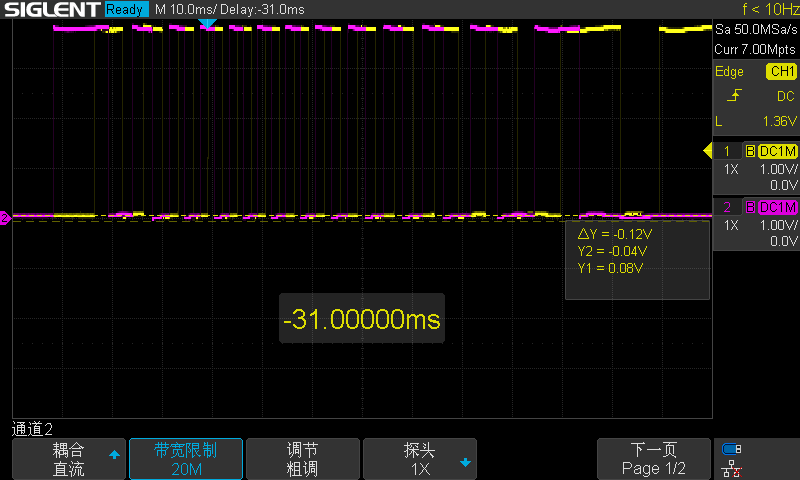 SIGLENT Ready M 10.0ms/ Delay:-31.0ms f < 10Hz
Sa 50.0MSa/s
Curr 7.00Mpts
Edge CH1
DC
L 1.36V
1 B DC1M
1X 1.00V/
0.0V
2 B DC1M
1X 1.00V/
0.0V
2
ΔY = -0.12V
Y2 = -0.04V
Y1 = 0.08V
-31.00000ms
通道2
耦合 带宽限制 调节 探头 下一页
直流 20M 粗调 1X Page 1/2